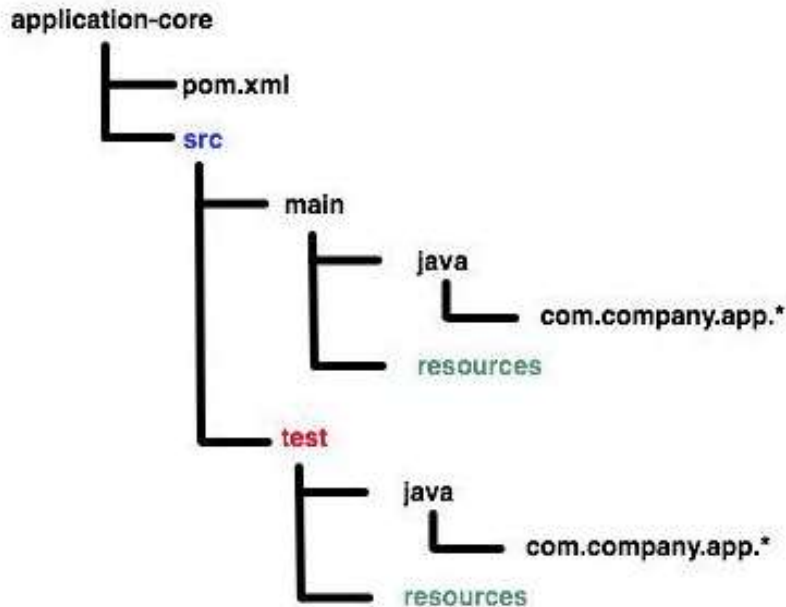 application-core
pom.xml
src
main
java
com.company.app.*
resources
test
java
com.company.app.*
resources